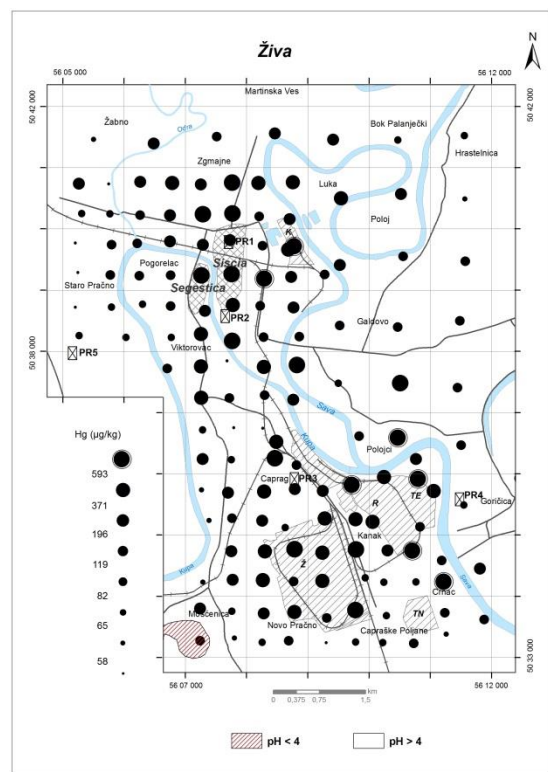 Živa
N
56 05 000
Martinska Ves
56 12 000
50 42 000
50 42 000
Žabno
Bok Palanječki
Odra
Zgmajne
Hrastelnica
Luka
K
Poloj
PR1
Siscia
Pogorelac
Staro Pračno
Segestica
PR2
Galdovo
50 38 000
Viktorovac
50 38 000
PR5
Sava
Kupa
Hg (µg/kg)
Polojci
593
Caprag
PR3
TE
371
R
PR4
Goričica
196
Kanak
119
Ž
Kupa
Sava
82
Crnac
65
Mošćenica
Novo Pračno
TN
Capraške Poljane
58
50 33 000
56 07 000
56 12 000
0 0,375 0,75 1,5 km
pH < 4 pH > 4